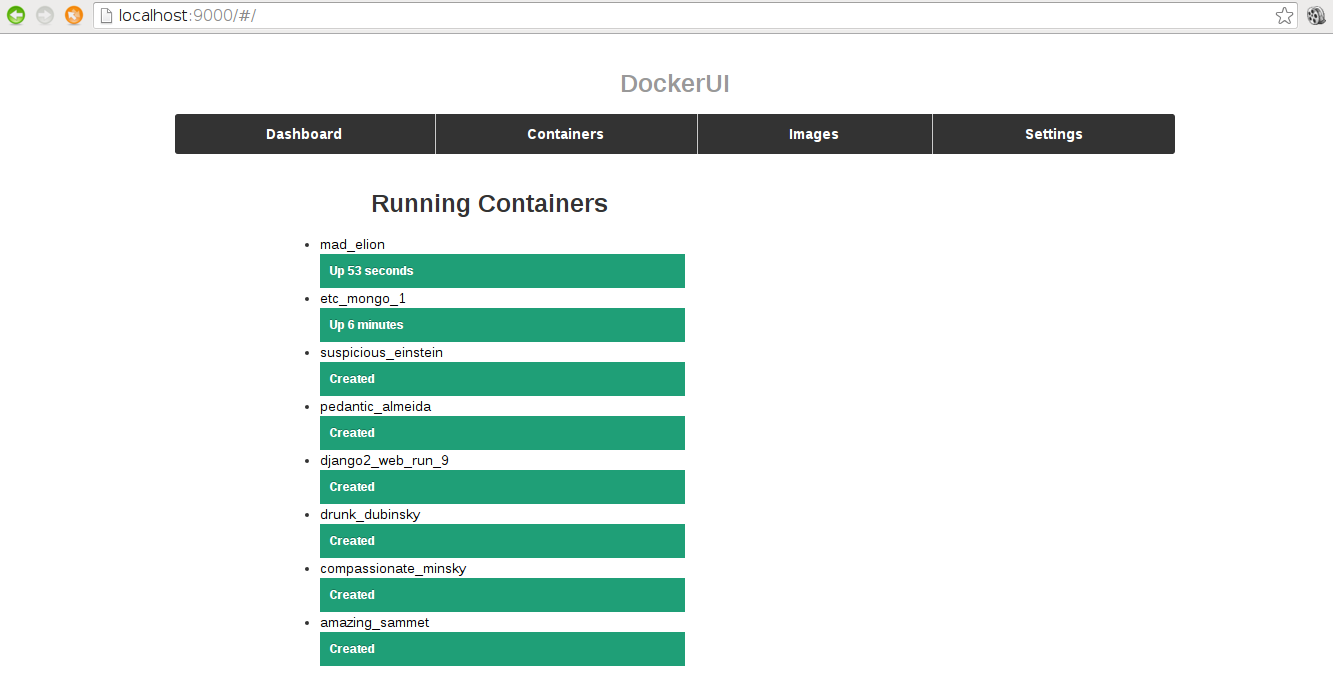 localhost:9000/#/
DockerUI
Dashboard Containers Images Settings
Running Containers
mad_elion
Up 53 seconds
etc_mongo_1
Up 6 minutes
suspicious_einstein
Created
pedantic_almeida
Created
django2_web_run_9
Created
drunk_dubinsky
Created
compassionate_minsky
Created
amazing_sammet
Created